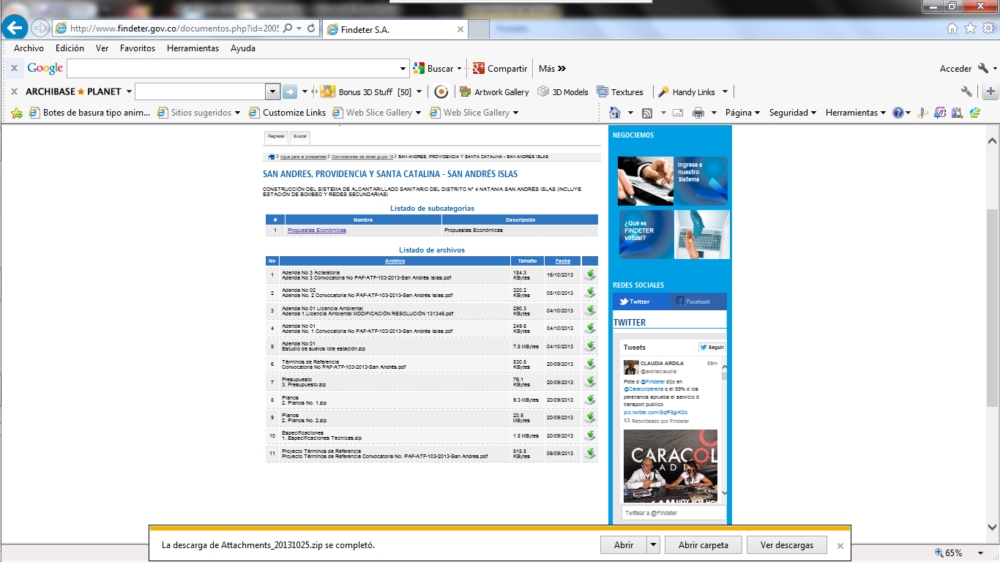 http://www.findeter.gov.co/documentos.php?id=2005
Findeter S.A.
Archivo Edición Ver Favoritos Herramientas Ayuda
x Google Buscar Compartir Más » Acceder
x ARCHIBASE PLANET Bonus 3D Stuff [50] Artwork Gallery 3D Models Textures Handy Links
Botes de basura tipo anim... Sitios sugeridos Customize Links Web Slice Gallery Web Slice Gallery Página Seguridad Herramientas
Regresar Buscar
Agua para la prosperidad Convocatorias de obras grupo 15 SAN ANDRES, PROVIDENCIA Y SANTA CATALINA - SAN ANDRÉS ISLAS
SAN ANDRES, PROVIDENCIA Y SANTA CATALINA - SAN ANDRÉS ISLAS
CONSTRUCCIÓN DEL SISTEMA DE ALCANTARILLADO SANITARIO DEL DISTRITO N° 4 NATANIA SAN ANDRÉS ISLAS (INCLUYE
ESTACIÓN DE BOMBEO Y REDES SECUNDARIAS)
Listado de subcategorías
# Nombre Descripción
1 Propuestas Económicas Propuestas Económicas
Listado de archivos
No Archivo Tamaño Fecha
1 Adenda No 3 Aclaratoria
Adenda No 3 Convocatoria No PAF-ATF-103-2013-San Andrés Islas.pdf 184.3 KBytes 16/10/2013
2 Adenda No 02
Adenda No. 2 Convocatoria No PAF-ATF-103-2013-San Andrés Islas.pdf 220.2 KBytes 08/10/2013
3 Adenda No 01 Licencia Ambiental
Adenda 1.Licencia Ambiental MODIFICACIÓN RESOLUCIÓN 131346.pdf 290.3 KBytes 04/10/2013
4 Adenda No 01
Adenda No. 1 Convocatoria No PAF-ATF-103-2013-San Andrés Islas.pdf 249.6 KBytes 04/10/2013
5 Adenda No 01
Estudio de suelos lote estación.zip 7.8 MBytes 04/10/2013
6 Términos de Referencia
Convocatoria No PAF-ATF-103-2013-San Andrés.pdf 830.5 KBytes 20/09/2013
7 Presupuesto
3. Presupuesto.zip 76.1 KBytes 20/09/2013
8 Planos
2. Planos No. 1.zip 9.3 MBytes 20/09/2013
9 Planos
2. Planos No. 2.zip 20.5 MBytes 20/09/2013
10 Especificaciones
1. Especificaciones Tecnicas.zip 1.8 MBytes 20/09/2013
11 Proyecto Términos de Referencia
Proyecto Términos de Referencia Convocatoria No. PAF-ATF-103-2013-San Andres.pdf 818.8 KBytes 06/09/2013
NEGOCIEMOS
Ingrese a
nuestro
Sistema
¿Qué es
FINDETER
virtual?
REDES SOCIALES
Twitter Facebook
TWITTER
Tweets Seguir
CLAUDIA ARDILA 59m
@ardillaclaudia
Pdte d @Findeter dijo en
@Caracolpereira q el 59% d los
pereiranos aprueba el servicio d
transport publico
pic.twitter.com/SqfF8grK0o
Retwitteado por Findeter
CARACOL
RADIO
Twittear a @Findeter
La descarga de Attachments_20131025.zip se completó. Abrir Abrir carpeta Ver descargas x
65%